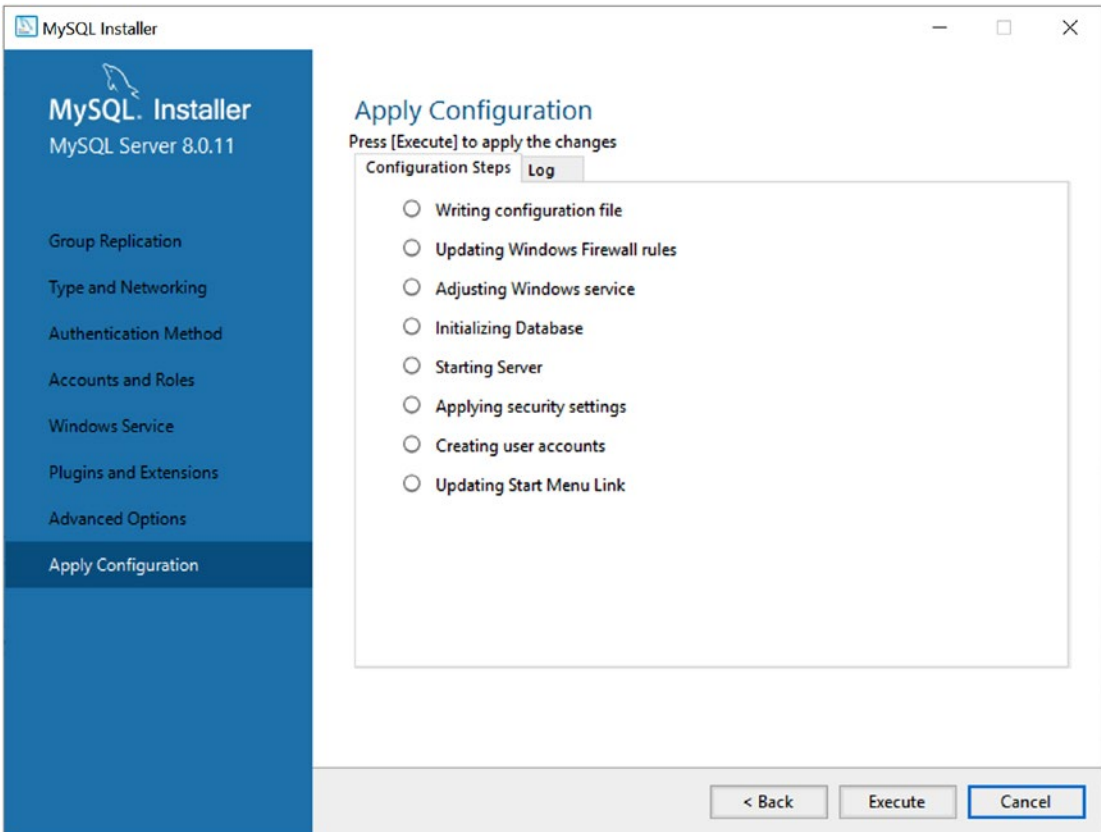 MySQL Installer
MySQL. Installer
MySQL Server 8.0.11
Group Replication
Type and Networking
Authentication Method
Accounts and Roles
Windows Service
Plugins and Extensions
Advanced Options
Apply Configuration
Apply Configuration
Press [Execute] to apply the changes
Configuration Steps Log
Writing configuration file
Updating Windows Firewall rules
Adjusting Windows service
Initializing Database
Starting Server
Applying security settings
Creating user accounts
Updating Start Menu Link
< Back Execute Cancel